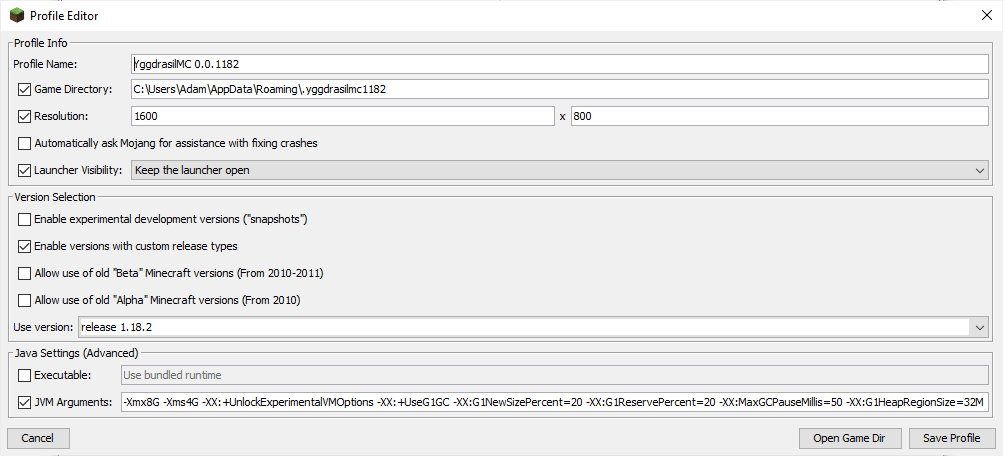 Profile Editor
Profile Info
Profile Name: YggdrasilMC 0.0.1182
Game Directory: C:\Users\Adam\AppData\Roaming\.yggdrasilmc1182
Resolution: 1600 x 800
Automatically ask Mojang for assistance with fixing crashes
Launcher Visibility: Keep the launcher open
Version Selection
Enable experimental development versions ("snapshots")
Enable versions with custom release types
Allow use of old "Beta" Minecraft versions (From 2010-2011)
Allow use of old "Alpha" Minecraft versions (From 2010)
Use version: release 1.18.2
Java Settings (Advanced)
Executable: Use bundled runtime
JVM Arguments: -Xmx8G -Xms4G -XX:+UnlockExperimentalVMOptions -XX:+UseG1GC -XX:G1NewSizePercent=20 -XX:G1ReservePercent=20 -XX:MaxGCPauseMillis=50 -XX:G1HeapRegionSize=32M
Cancel Open Game Dir Save Profile